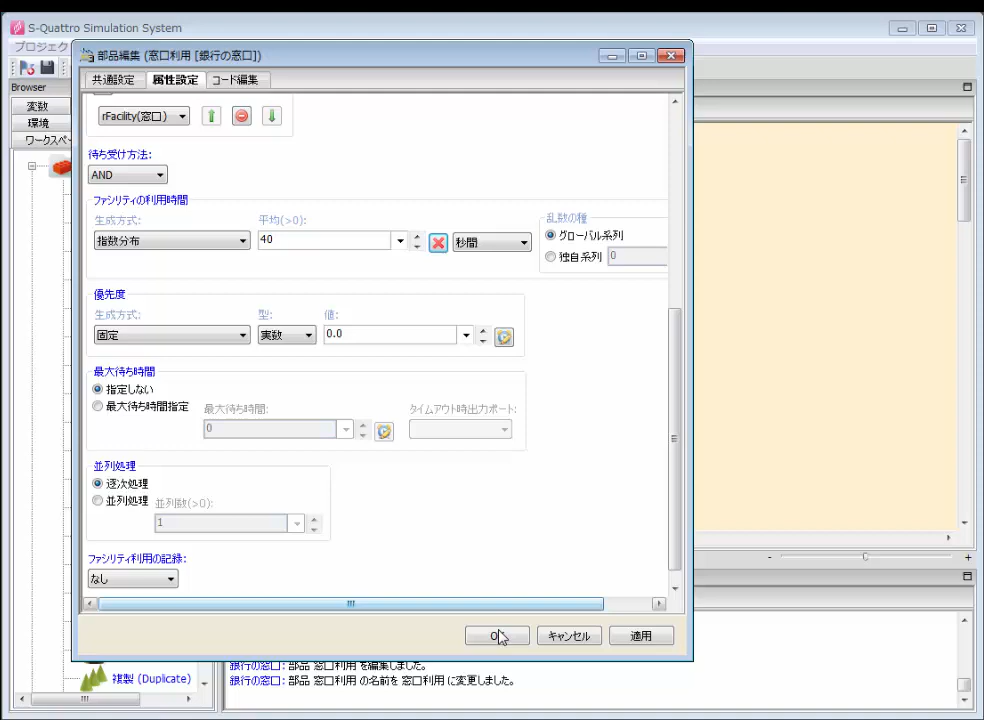 S-Quattro Simulation System
プロジェク
部品編集 (窓口利用 [銀行の窓口])
共通設定 属性設定 コード編集
Browser
変数
環境
ワークスペ
rFacility(窓口)
待ち受け方法:
AND
ファシリティの利用時間
生成方式: 平均(>0): 乱数の種
指数分布 40 秒間 グローバル系列
独自系列 0
優先度
生成方式: 型: 値:
固定 実数 0.0
最大待ち時間
指定しない
最大待ち時間指定 最大待ち時間: タイムアウト時出力ポート:
0
並列処理
逐次処理
並列処理 並列数(>0):
1
ファシリティ利用の記録:
なし
- +
キャンセル 適用
銀行の窓口: 部品 窓口利用 を編集しました。
複製 (Duplicate)
銀行の窓口: 部品 窓口利用 の名前を 窓口利用 に変更しました。